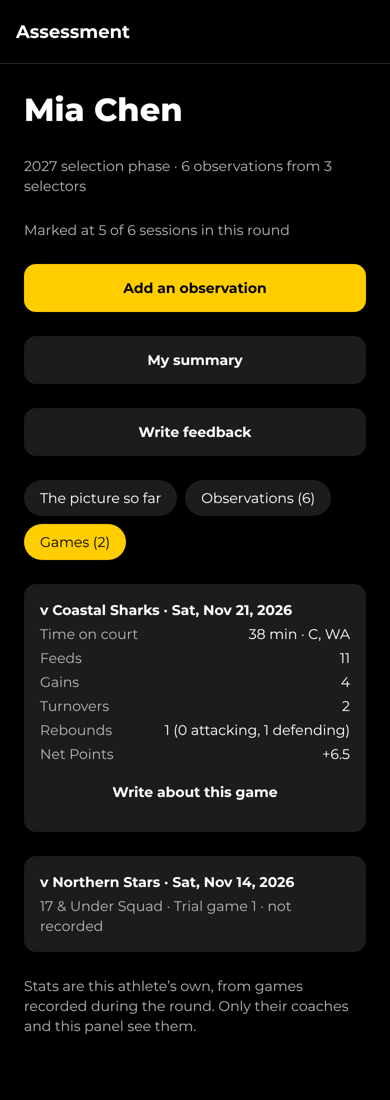 Assessment
Mia Chen
2027 selection phase · 6 observations from 3
selectors
Marked at 5 of 6 sessions in this round
Add an observation
My summary
Write feedback
The picture so far
Observations (6)
Games (2)
v Coastal Sharks · Sat, Nov 21, 2026
Time on court 38 min · C, WA
Feeds 11
Gains 4
Turnovers 2
Rebounds 1 (0 attacking, 1 defending)
Net Points +6.5
Write about this game
v Northern Stars · Sat, Nov 14, 2026
17 & Under Squad · Trial game 1 · not
recorded
Stats are this athlete’s own, from games
recorded during the round. Only their coaches
and this panel see them.